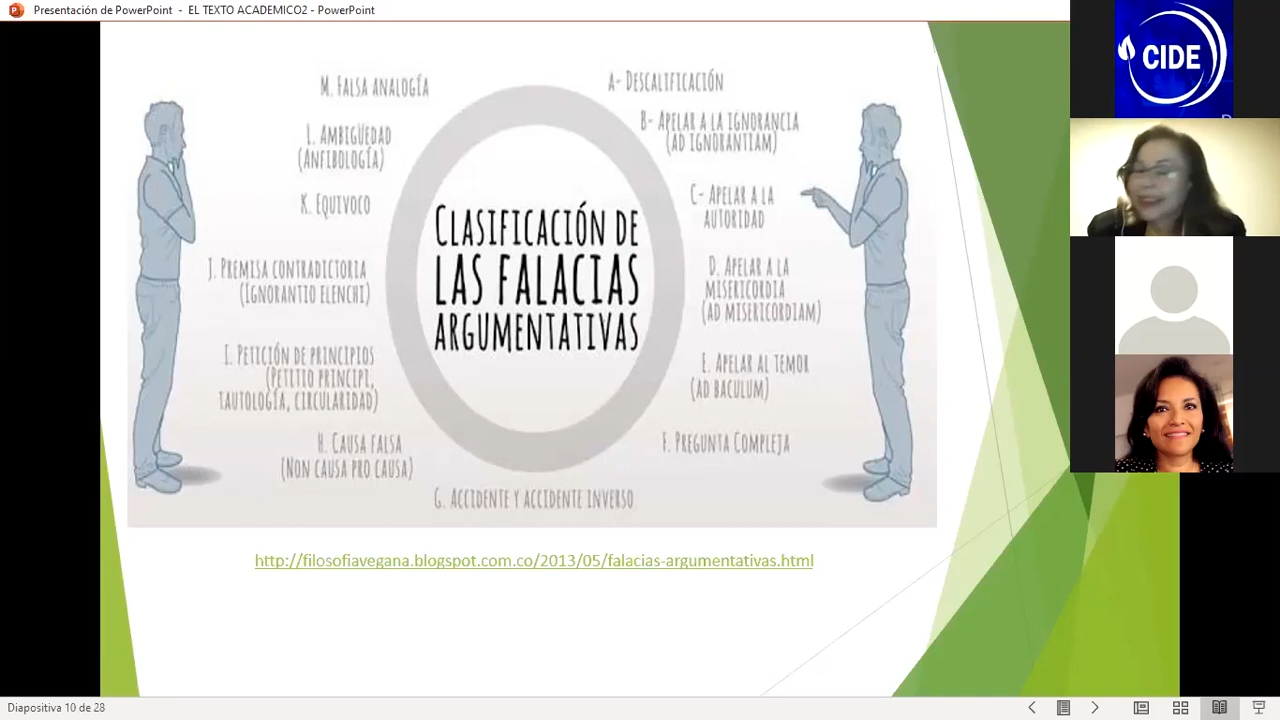 Presentación de PowerPoint - EL TEXTO ACADEMICO2 - PowerPoint
CIDE
M. FALSA ANALOGÍA
L. AMBIGÜEDAD
(ANFIBOLOGÍA)
K. EQUIVOCO
J. PREMISA CONTRADICTORIA
(IGNORANTIO ELENCHI)
I. PETICIÓN DE PRINCIPIOS
(PETITIO PRINCIPI,
TAUTOLOGÍA, CIRCULARIDAD)
H. CAUSA FALSA
(NON CAUSA PRO CAUSA)
CLASIFICACIÓN DE
LAS FALACIAS
ARGUMENTATIVAS
A- DESCALIFICACIÓN
B- APELAR A LA IGNORANCIA
(AD IGNORANTIAM)
C- APELAR A LA
AUTORIDAD
D. APELAR A LA
MISERICORDIA
(AD MISERICORDIAM)
E. APELAR AL TEMOR
(AD BACULUM)
F. PREGUNTA COMPLEJA
G. ACCIDENTE Y ACCIDENTE INVERSO
http://filosofiavegana.blogspot.com.co/2013/05/falacias-argumentativas.html
Diapositiva 10 de 28